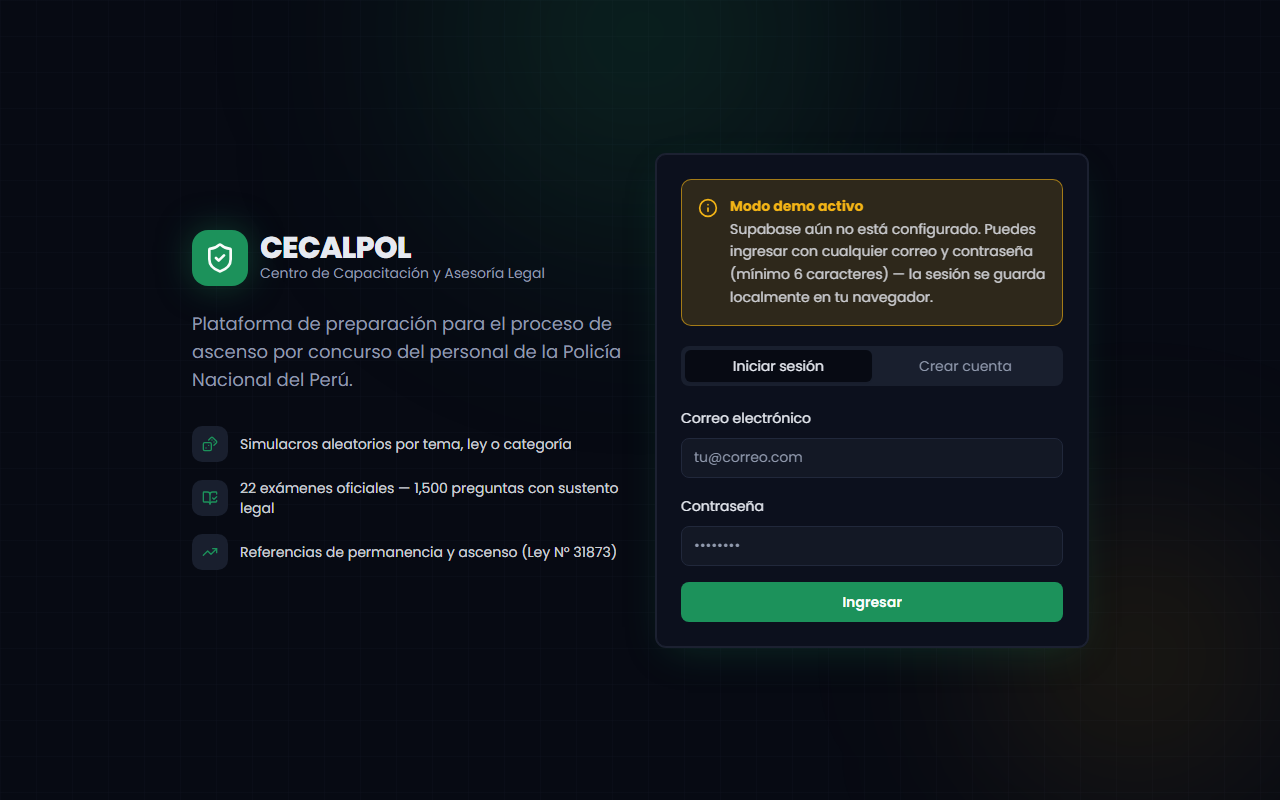 CECALPOL
Centro de Capacitación y Asesoría Legal
Plataforma de preparación para el proceso de
ascenso por concurso del personal de la Policía
Nacional del Perú.
Simulacros aleatorios por tema, ley o categoría
22 exámenes oficiales — 1,500 preguntas con sustento
legal
Referencias de permanencia y ascenso (Ley Nº 31873)
Modo demo activo
Supabase aún no está configurado. Puedes
ingresar con cualquier correo y contraseña
(mínimo 6 caracteres) — la sesión se guarda
localmente en tu navegador.
Iniciar sesión
Crear cuenta
Correo electrónico
tu@correo.com
Contraseña
••••••••
Ingresar